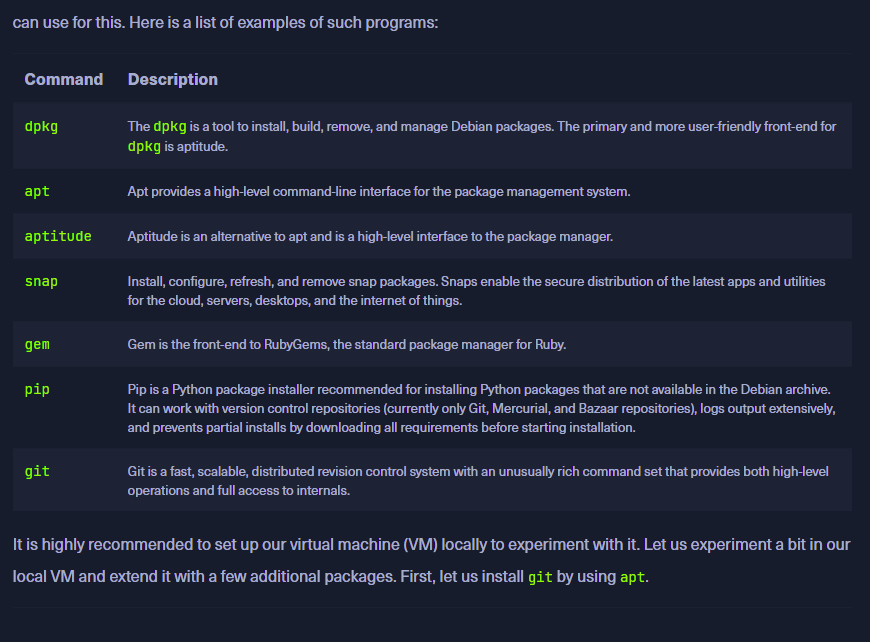 can use for this. Here is a list of examples of such programs:
Command Description
dpkg The dpkg is a tool to install, build, remove, and manage Debian packages. The primary and more user-friendly front-end for
dpkg is aptitude.
apt Apt provides a high-level command-line interface for the package management system.
aptitude Aptitude is an alternative to apt and is a high-level interface to the package manager.
snap Install, configure, refresh, and remove snap packages. Snaps enable the secure distribution of the latest apps and utilities
for the cloud, servers, desktops, and the internet of things.
gem Gem is the front-end to RubyGems, the standard package manager for Ruby.
pip Pip is a Python package installer recommended for installing Python packages that are not available in the Debian archive.
It can work with version control repositories (currently only Git, Mercurial, and Bazaar repositories), logs output extensively,
and prevents partial installs by downloading all requirements before starting installation.
git Git is a fast, scalable, distributed revision control system with an unusually rich command set that provides both high-level
operations and full access to internals.
It is highly recommended to set up our virtual machine (VM) locally to experiment with it. Let us experiment a bit in our
local VM and extend it with a few additional packages. First, let us install git by using apt.